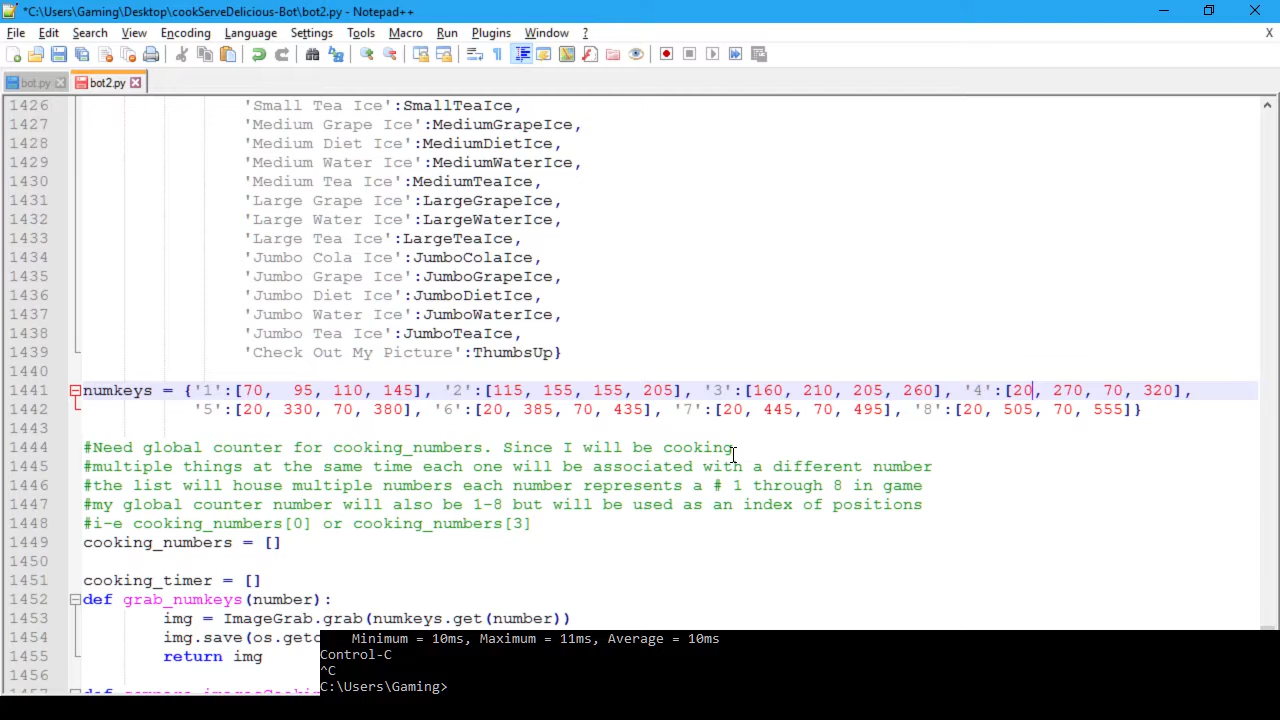 *C:\Users\Gaming\Desktop\cookServeDelicious-Bot\bot2.py - Notepad++
File Edit Search View Encoding Language Settings Tools Macro Run Plugins Window ? X
bot.py bot2.py
1426 'Small Tea Ice':SmallTeaIce,
1427 'Medium Grape Ice':MediumGrapeIce,
1428 'Medium Diet Ice':MediumDietIce,
1429 'Medium Water Ice':MediumWaterIce,
1430 'Medium Tea Ice':MediumTeaIce,
1431 'Large Grape Ice':LargeGrapeIce,
1432 'Large Water Ice':LargeWaterIce,
1433 'Large Tea Ice':LargeTeaIce,
1434 'Jumbo Cola Ice':JumboColaIce,
1435 'Jumbo Grape Ice':JumboGrapeIce,
1436 'Jumbo Diet Ice':JumboDietIce,
1437 'Jumbo Water Ice':JumboWaterIce,
1438 'Jumbo Tea Ice':JumboTeaIce,
1439 'Check Out My Picture':ThumbsUp}
1440
1441 numkeys = {'1':[70, 95, 110, 145], '2':[115, 155, 155, 205], '3':[160, 210, 205, 260], '4':[20, 270, 70, 320],
1442 '5':[20, 330, 70, 380], '6':[20, 385, 70, 435], '7':[20, 445, 70, 495], '8':[20, 505, 70, 555]}
1443
1444 #Need global counter for cooking_numbers. Since I will be cooking
1445 #multiple things at the same time each one will be associated with a different number
1446 #the list will house multiple numbers each number represents a # 1 through 8 in game
1447 #my global counter number will also be 1-8 but will be used as an index of positions
1448 #i-e cooking_numbers[0] or cooking_numbers[3]
1449 cooking_numbers = []
1450
1451 cooking_timer = []
1452 def grab_numkeys(number):
1453 img = ImageGrab.grab(numkeys.get(number))
1454 img.save(os.getc
1455 return img
1456
Minimum = 10ms, Maximum = 11ms, Average = 10ms
Control-C
^C
C:\Users\Gaming>